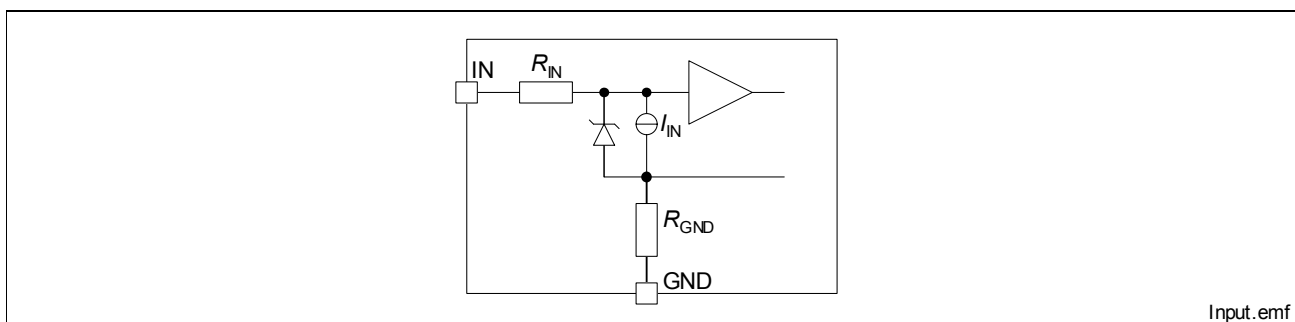 IN
R_IN
I_IN
R_GND
GND
Input.emf